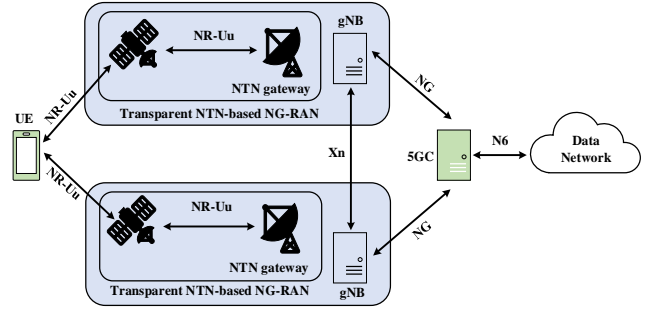 gNB
NR-Uu
NTN gateway
Transparent NTN-based NG-RAN
NR-Uu
NG
UE
Xn
5GC
N6
Data
Network
NR-Uu
NR-Uu
NG
NTN gateway
gNB
Transparent NTN-based NG-RAN